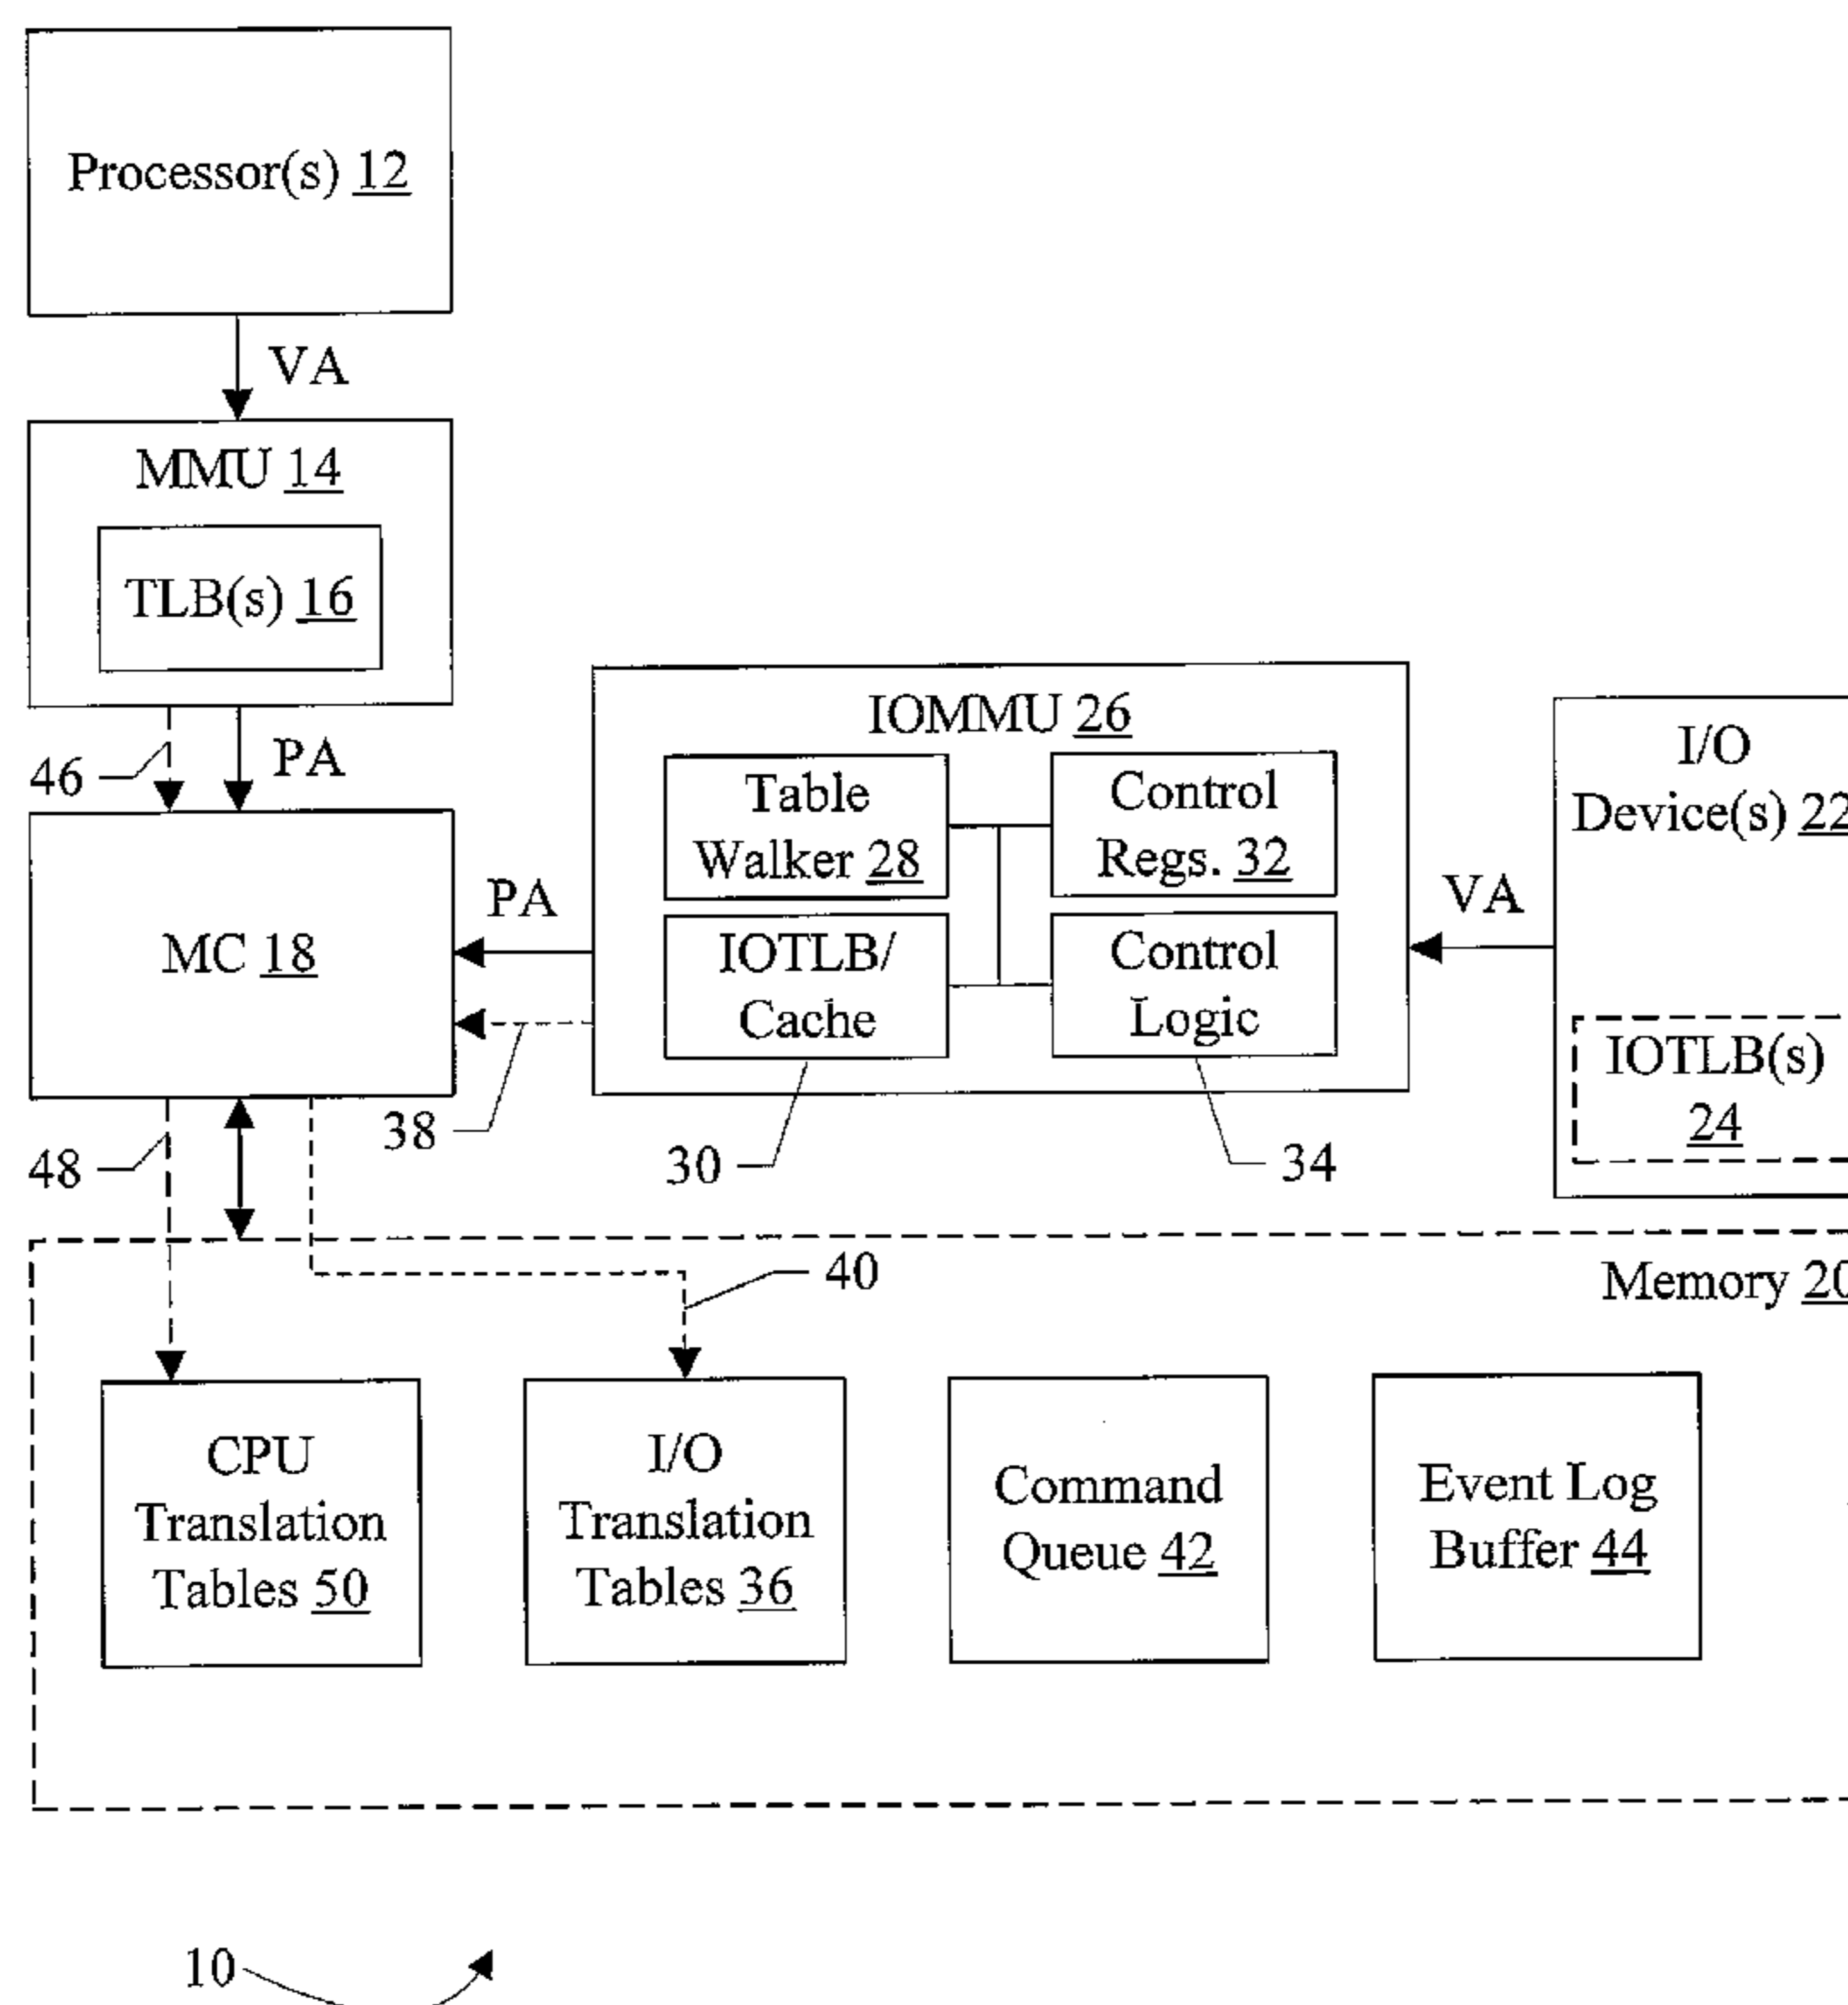 Processor(s) 12
VA
MMU 14
TLB(s) 16
46
PA
MC 18
PA
38
48
IOMMU 26
Table
Walker 28
Control
Regs. 32
IOTLB/
Cache
Control
Logic
30
34
VA
I/O
Device(s) 22
IOTLB(s)
24
40
Memory 20
CPU
Translation
Tables 50
I/O
Translation
Tables 36
Command
Queue 42
Event Log
Buffer 44
10